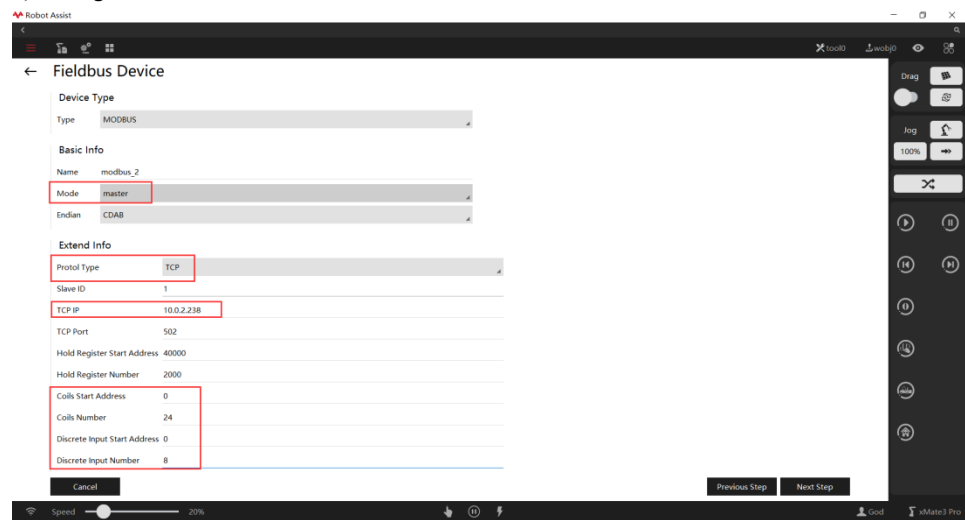 Robot Assist
tool0 wobj0
Fieldbus Device
Device Type
Type MODBUS
Basic Info
Name modbus_2
Mode master
Endian CDAB
Extend Info
Protol Type TCP
Slave ID 1
TCP IP 10.0.2.238
TCP Port 502
Hold Register Start Address 40000
Hold Register Number 2000
Coils Start Address 0
Coils Number 24
Discrete Input Start Address 0
Discrete Input Number 8
Cancel Previous Step Next Step
Drag
Jog
100%
Speed 20% God xMate3 Pro